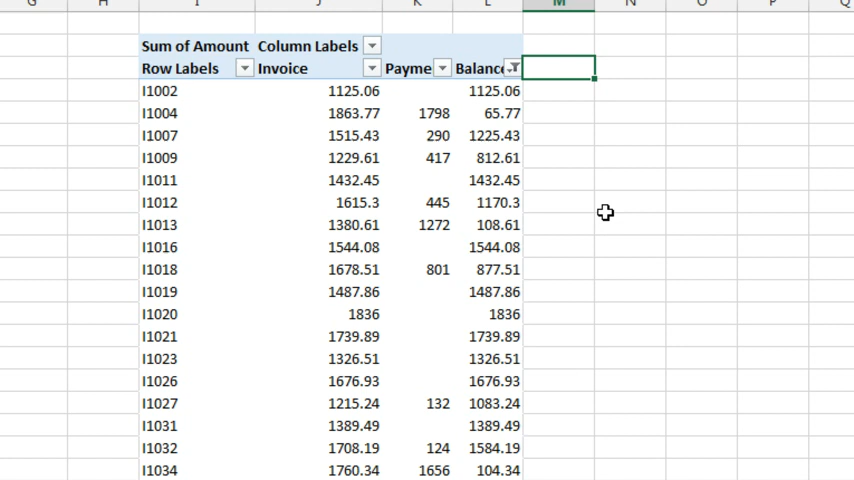 G H I J K L M N O P Q
Sum of Amount Column Labels
Row Labels Invoice Payme Balance
I1002 1125.06 1125.06
I1004 1863.77 1798 65.77
I1007 1515.43 290 1225.43
I1009 1229.61 417 812.61
I1011 1432.45 1432.45
I1012 1615.3 445 1170.3
I1013 1380.61 1272 108.61
I1016 1544.08 1544.08
I1018 1678.51 801 877.51
I1019 1487.86 1487.86
I1020 1836 1836
I1021 1739.89 1739.89
I1023 1326.51 1326.51
I1026 1676.93 1676.93
I1027 1215.24 132 1083.24
I1031 1389.49 1389.49
I1032 1708.19 124 1584.19
I1034 1760.34 1656 104.34